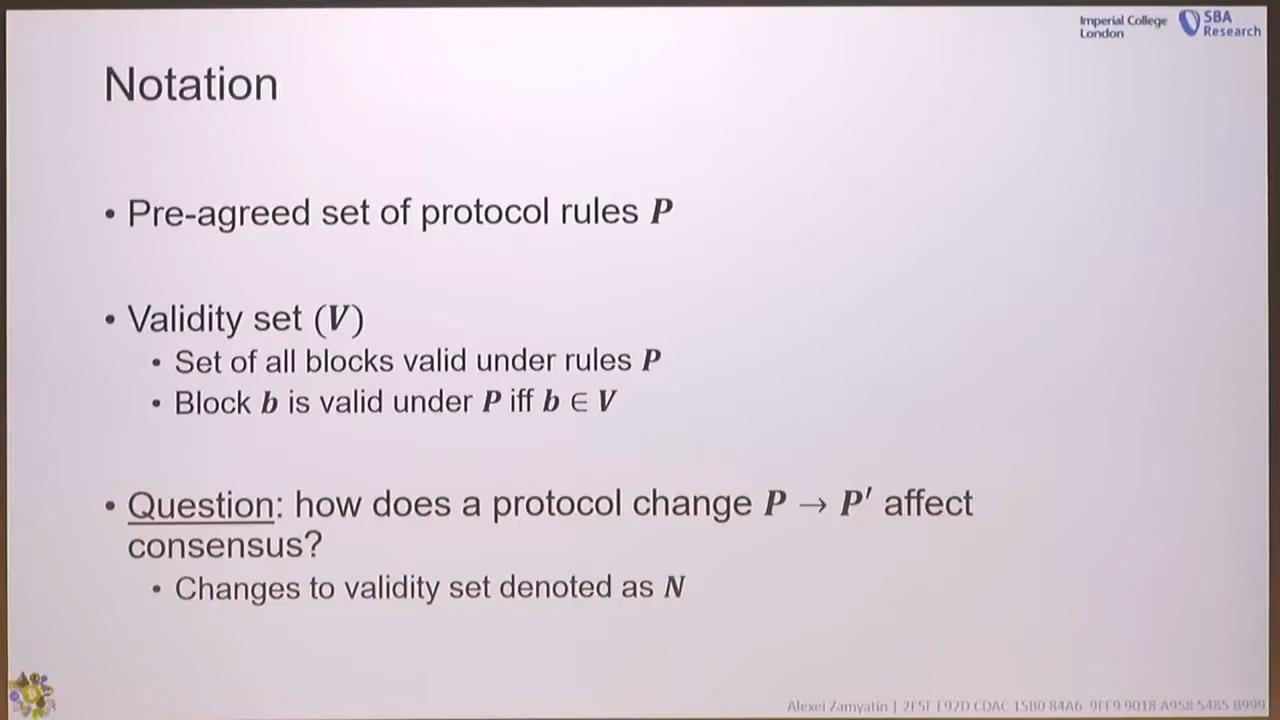 Imperial College
London
SBA
Research
Notation
• Pre-agreed set of protocol rules P
• Validity set (V)
• Set of all blocks valid under rules P
• Block b is valid under P iff b ∈ V
• Question: how does a protocol change P → P′ affect
consensus?
• Changes to validity set denoted as N
Alexei Zamyatin | 2F5F E92D CDAC 15B0 84A6 9FF9 9018 A958 5485 B999